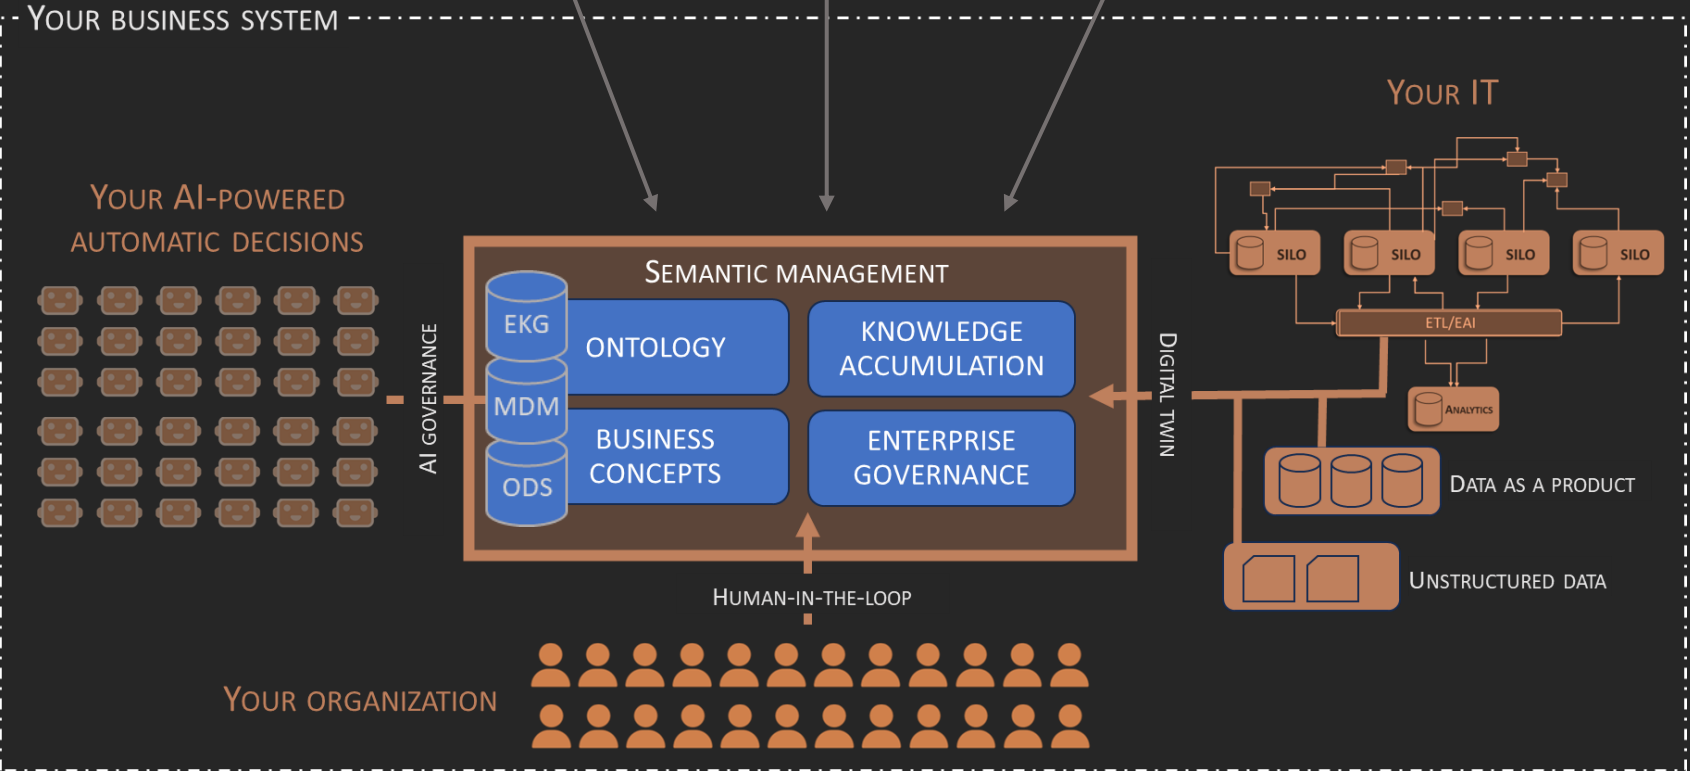 YOUR BUSINESS SYSTEM
YOUR IT
YOUR AI-POWERED
AUTOMATIC DECISIONS
SILO
SILO
SILO
SILO
ETL/EAI
ANALYTICS
SEMANTIC MANAGEMENT
EKG
MDM
ODS
ONTOLOGY
KNOWLEDGE
ACCUMULATION
BUSINESS
CONCEPTS
ENTERPRISE
GOVERNANCE
AI GOVERNANCE
DIGITAL TWIN
DATA AS A PRODUCT
UNSTRUCTURED DATA
HUMAN-IN-THE-LOOP
YOUR ORGANIZATION